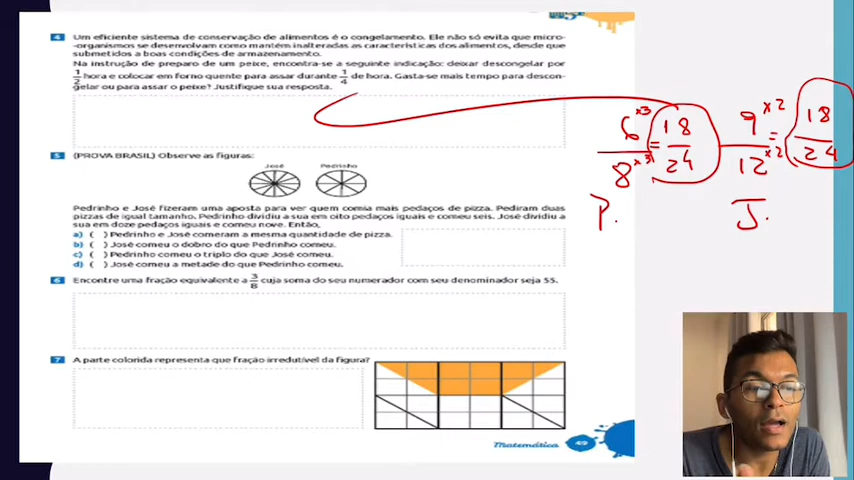 4 Um eficiente sistema de conservação de alimentos é o congelamento. Ele não só evita que micro-
-organismos se desenvolvam como mantém inalteradas as características dos alimentos, desde que
submetidos a boas condições de armazenamento.
Na instrução de preparo de um peixe, encontra-se a seguinte indicação: deixar descongelar por
1/2 hora e colocar em forno quente para assar durante 1/4 de hora. Gasta-se mais tempo para descon-
gelar ou para assar o peixe? Justifique sua resposta.
5 (PROVA BRASIL) Observe as figuras:
José Pedrinho
Pedrinho e José fizeram uma aposta para ver quem comia mais pedaços de pizza. Pediram duas
pizzas de igual tamanho. Pedrinho dividiu a sua em oito pedaços iguais e comeu seis. José dividiu a
sua em doze pedaços iguais e comeu nove. Então,
a) ( ) Pedrinho e José comeram a mesma quantidade de pizza.
b) ( ) José comeu o dobro do que Pedrinho comeu.
c) ( ) Pedrinho comeu o triplo do que José comeu.
d) ( ) José comeu a metade do que Pedrinho comeu.
6 Encontre uma fração equivalente a 3/8 cuja soma do seu numerador com seu denominador seja 55.
7 A parte colorida representa que fração irredutível da figura?
Matemática 49
6 x3 = 18 9 x2 = 18
8 x3 24 12 x2 24
P. J.